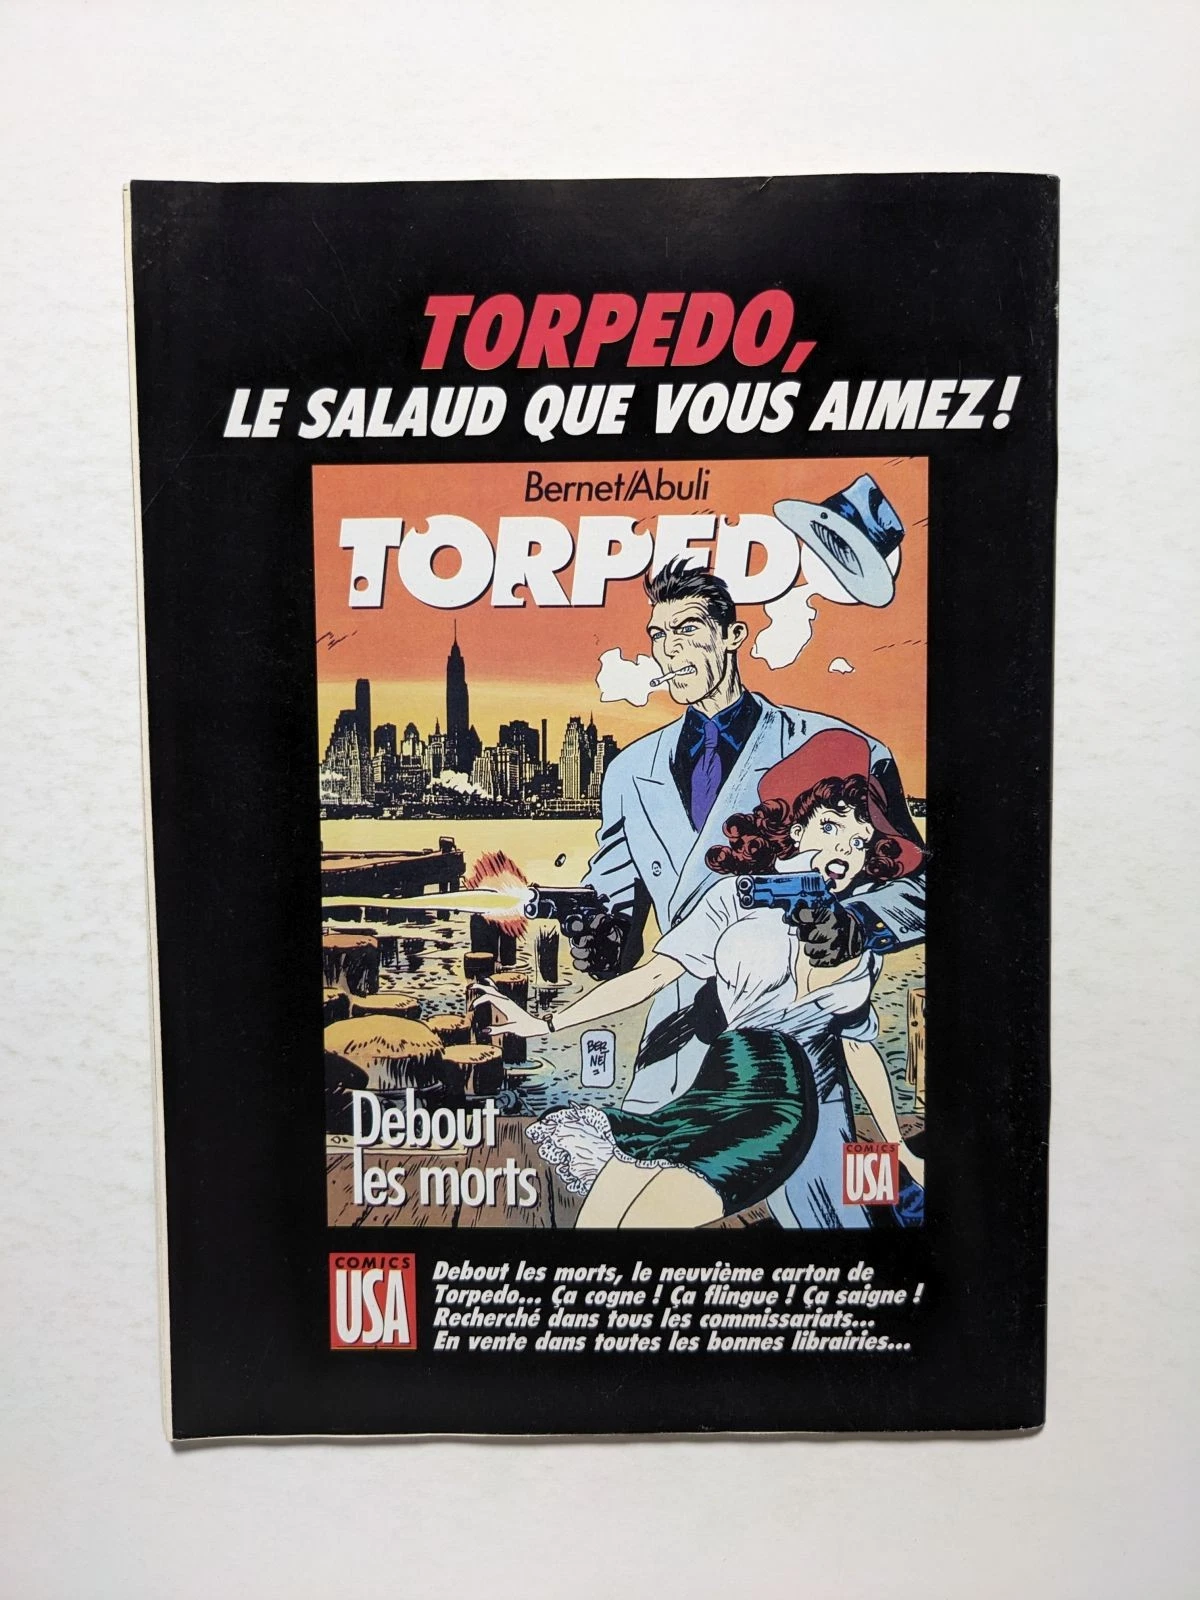 TORPEDO,
LE SALAUD QUE VOUS AIMEZ!
Bernet/Abuli
TORPEDO
BER
NET
Debout
les morts
COMICS
USA
COMICS
USA
Debout les morts, le neuvième carton de
Torpedo... Ça cogne ! Ça flingue ! Ça saigne !
Recherché dans tous les commissariats...
En vente dans toutes les bonnes librairies...